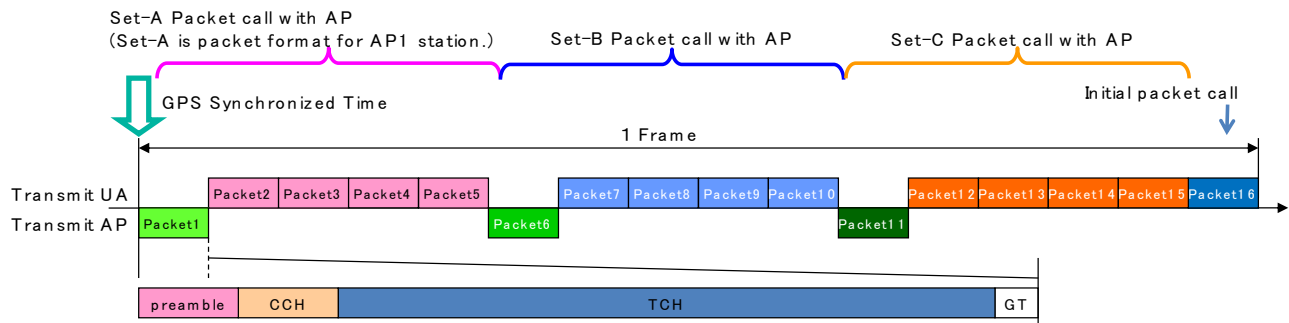 Set-A Packet call with AP
(Set-A is packet format for AP1 station.)
Set-B Packet call with AP
Set-C Packet call with AP
GPS Synchronized Time
Initial packet call
1 Frame
Transmit UA
Packet2 Packet3 Packet4 Packet5 Packet7 Packet8 Packet9 Packet10 Packet12 Packet13 Packet14 Packet15 Packet16
Transmit AP
Packet1 Packet6 Packet11
preamble CCH TCH GT